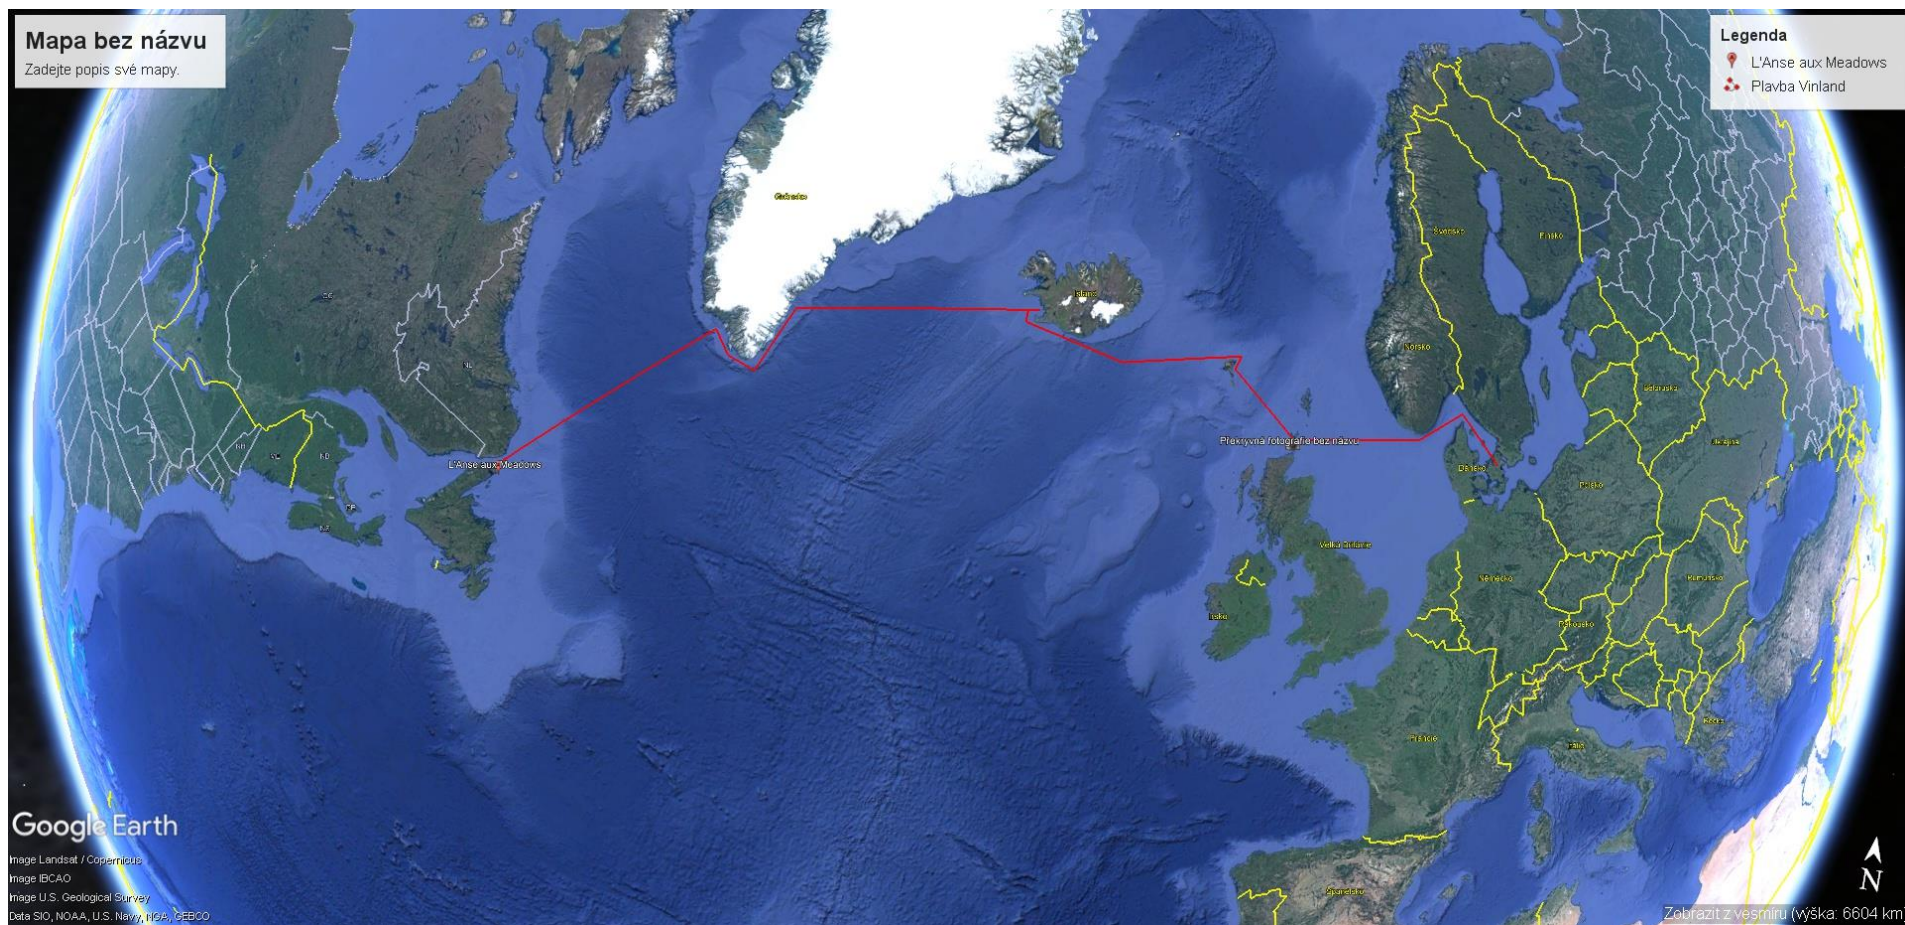 Mapa bez názvu
Zadejte popis své mapy.
Legenda
L'Anse aux Meadows
Plavba Vinland
Island
Švédsko
Finsko
Norsko
NL
L'Anse aux Meadows
Překryvná fotografie bez názvu
Dánsko
Polsko
Velká Británie
Německo
Rumunsko
Irsko
Rakousko
Francie
Itálie
Španělsko
Google Earth
Image Landsat / Copernicus
Image IBCAO
Image U.S. Geological Survey
Data SIO, NOAA, U.S. Navy, NGA, GEBCO
N
Zobrazit z vesmíru (výška: 6604 km)